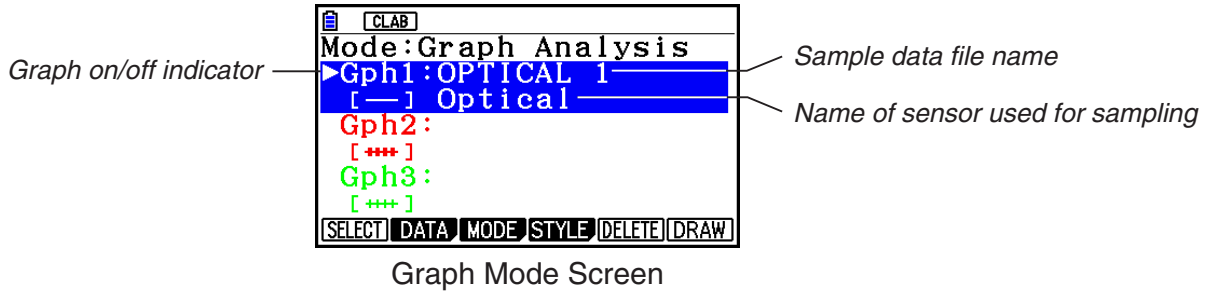 CLAB
Mode:Graph Analysis
Graph on/off indicator
▶Gph1:OPTICAL 1
Sample data file name
[—] Optical
Name of sensor used for sampling
Gph2:
[++++]
Gph3:
[++++]
SELECT DATA MODE STYLE DELETE DRAW
Graph Mode Screen